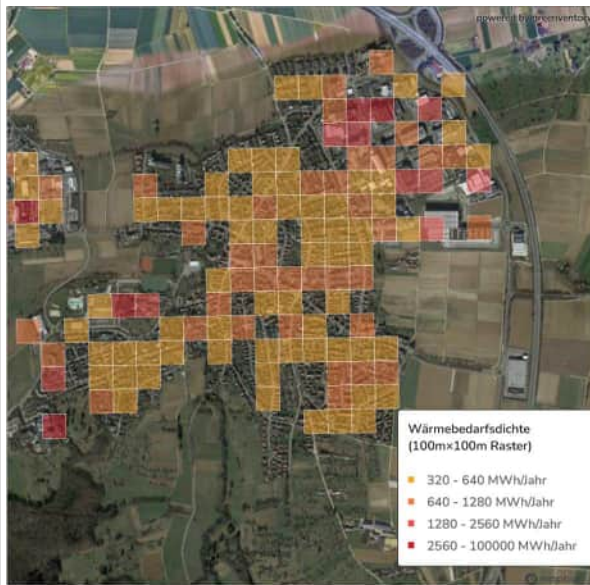 powered by greenventory
Wärmebedarfsdichte
(100m×100m Raster)
320 - 640 MWh/Jahr
640 - 1280 MWh/Jahr
1280 - 2560 MWh/Jahr
2560 - 100000 MWh/Jahr